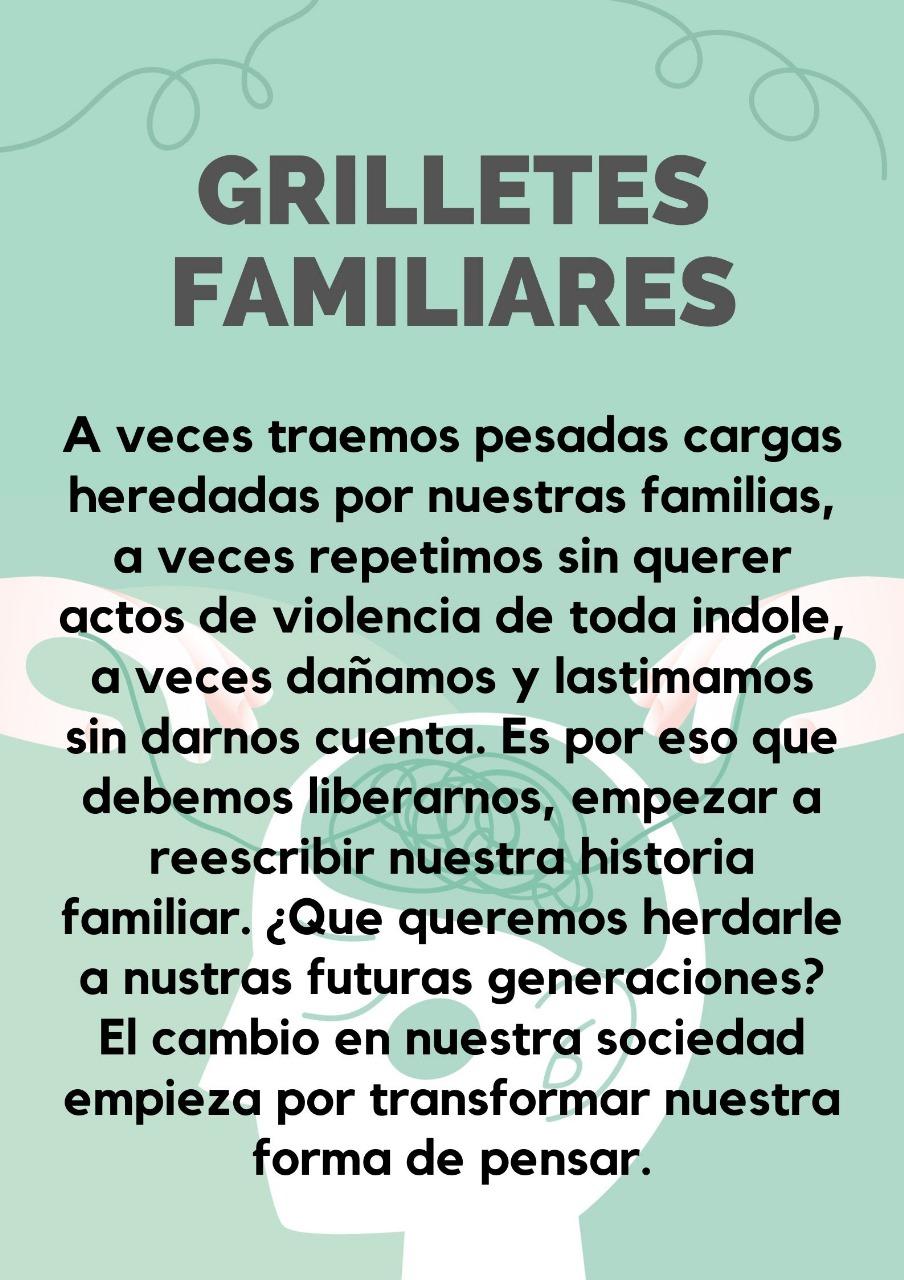 GRILLETES
FAMILIARES
A veces traemos pesadas cargas
heredadas por nuestras familias,
a veces repetimos sin querer
actos de violencia de toda indole,
a veces dañamos y lastimamos
sin darnos cuenta. Es por eso que
debemos liberarnos, empezar a
reescribir nuestra historia
familiar. ¿Que queremos herdarle
a nustras futuras generaciones?
El cambio en nuestra sociedad
empieza por transformar nuestra
forma de pensar.